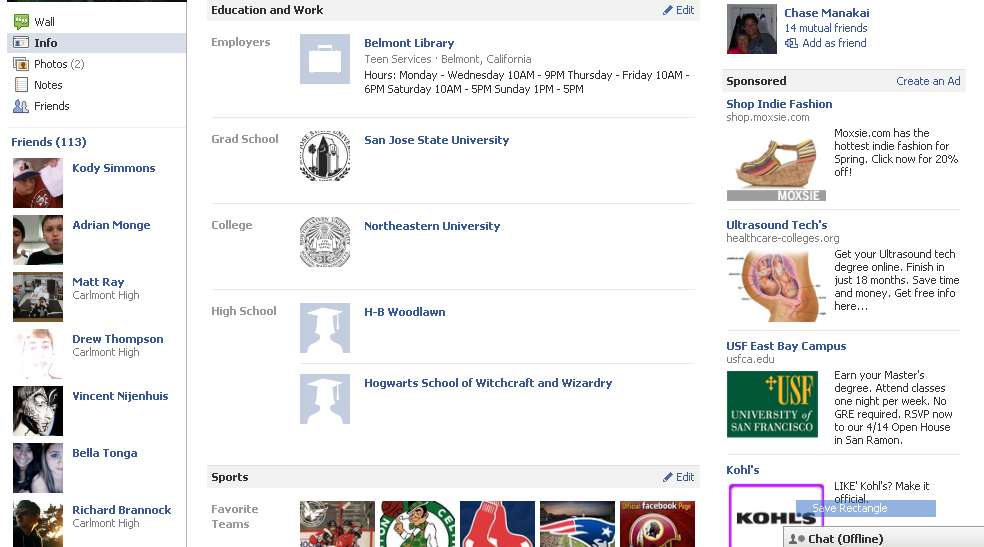 Wall
Info
Photos (2)
Notes
Friends
Friends (113)
Kody Simmons
Adrian Monge
Matt Ray
Carlmont High
Drew Thompson
Carlmont High
Vincent Nijenhuis
Bella Tonga
Richard Brannock
Carlmont High
Education and Work
Edit
Employers
Belmont Library
Teen Services · Belmont, California
Hours: Monday - Wednesday 10AM - 9PM Thursday - Friday 10AM -
6PM Saturday 10AM - 5PM Sunday 1PM - 5PM
Grad School
San Jose State University
College
Northeastern University
High School
H-B Woodlawn
Hogwarts School of Witchcraft and Wizardry
Sports
Edit
Favorite
Teams
Official facebook Page
Chase Manakai
14 mutual friends
Add as friend
Sponsored
Create an Ad
Shop Indie Fashion
shop.moxsie.com
MOXSIE
Moxsie.com has the
hottest indie fashion for
Spring. Click now for 20%
off!
Ultrasound Tech's
healthcare-colleges.org
Get your Ultrasound tech
degree online. Finish in
just 18 months. Save time
and money. Get free info
here...
USF East Bay Campus
usfca.edu
USF
UNIVERSITY of
SAN FRANCISCO
Earn your Master's
degree. Attend classes
one night per week. No
GRE required. RSVP now
to our 4/14 Open House
in San Ramon.
Kohl's
KOHL'S
LIKE' Kohl's? Make it
official.
Save Rectangle
Chat (Offline)